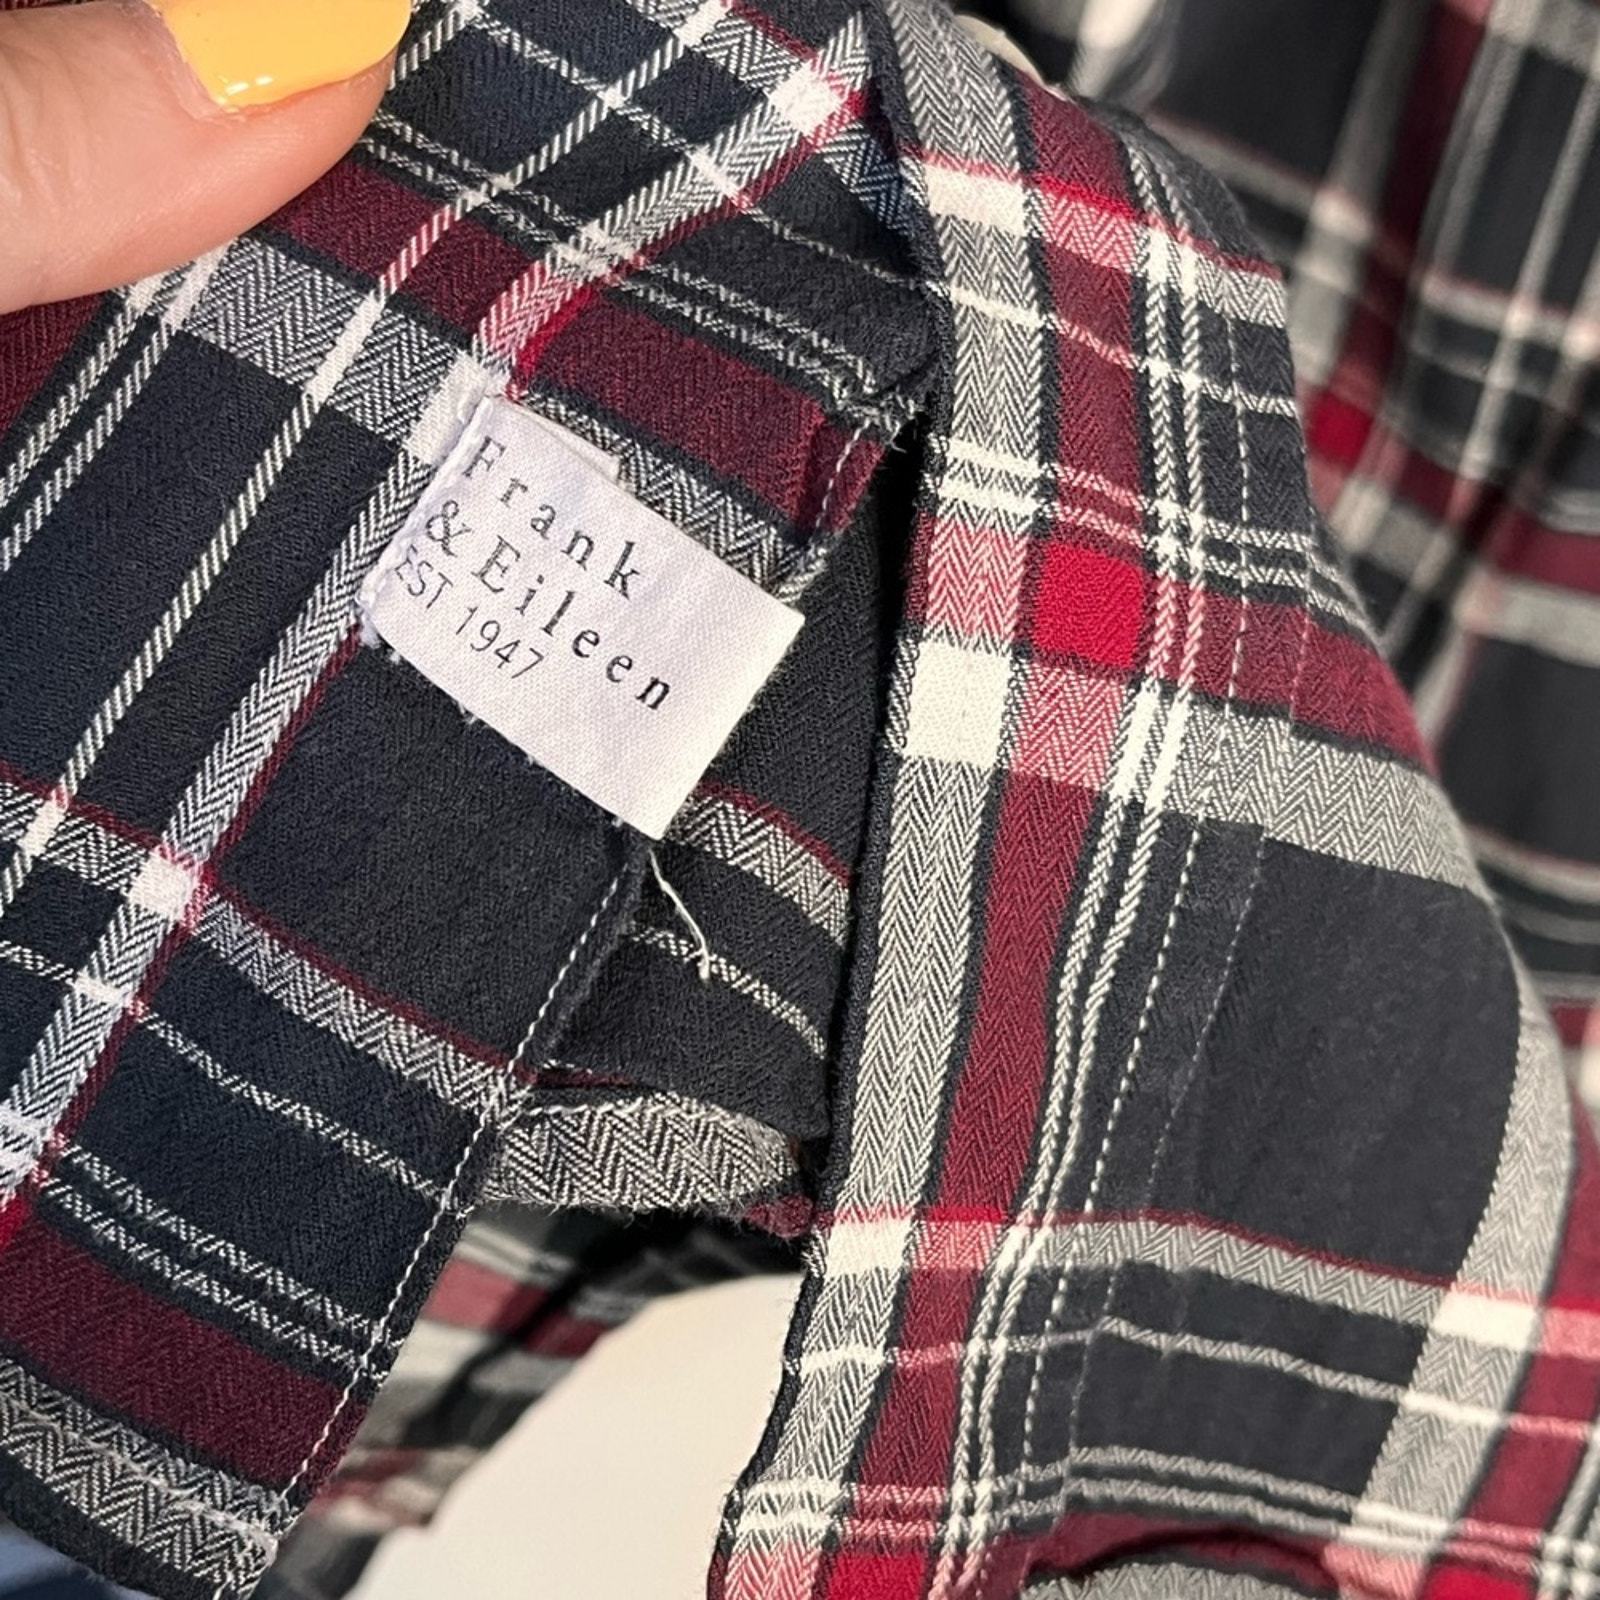 Frank
& Eileen
EST 1947